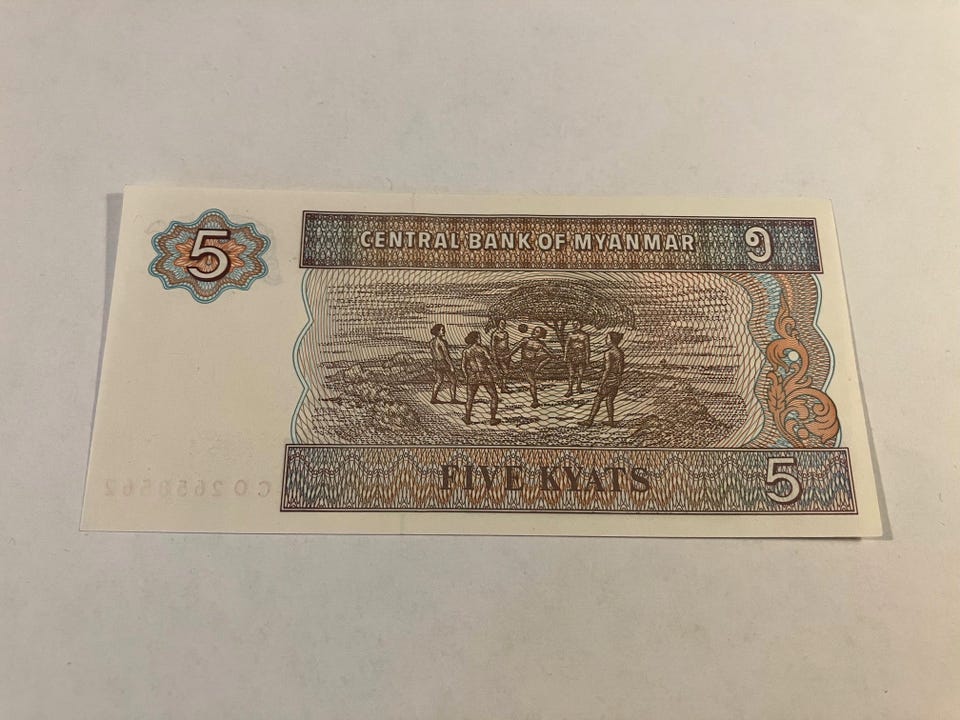 5
CENTRAL BANK OF MYANMAR ၅
FIVE KYATS 5